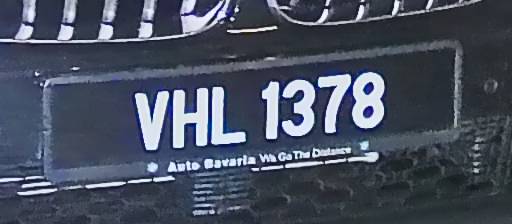 VHL 1378
Auto Bavaria We Go The Distance